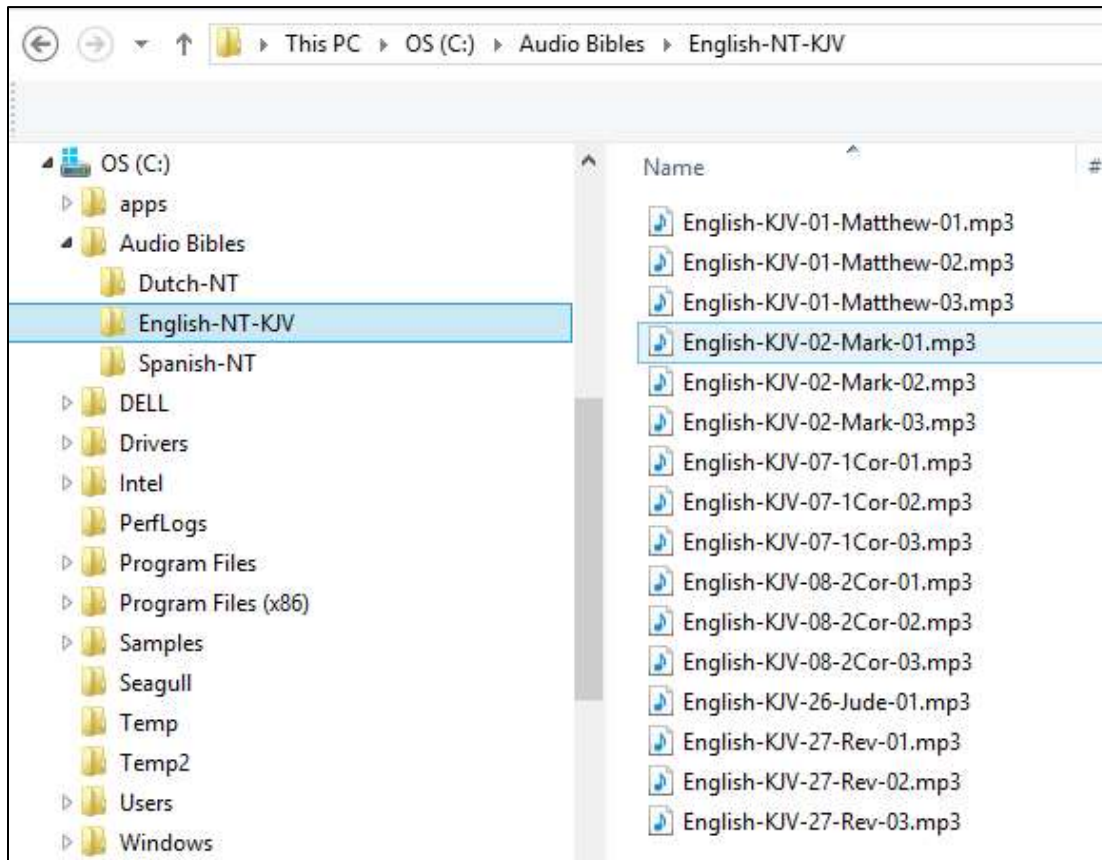 This PC OS (C:) Audio Bibles English-NT-KJV
OS (C:)
apps
Audio Bibles
Dutch-NT
English-NT-KJV
Spanish-NT
DELL
Drivers
Intel
PerfLogs
Program Files
Program Files (x86)
Samples
Seagull
Temp
Temp2
Users
Windows
Name #
English-KJV-01-Matthew-01.mp3
English-KJV-01-Matthew-02.mp3
English-KJV-01-Matthew-03.mp3
English-KJV-02-Mark-01.mp3
English-KJV-02-Mark-02.mp3
English-KJV-02-Mark-03.mp3
English-KJV-07-1Cor-01.mp3
English-KJV-07-1Cor-02.mp3
English-KJV-07-1Cor-03.mp3
English-KJV-08-2Cor-01.mp3
English-KJV-08-2Cor-02.mp3
English-KJV-08-2Cor-03.mp3
English-KJV-26-Jude-01.mp3
English-KJV-27-Rev-01.mp3
English-KJV-27-Rev-02.mp3
English-KJV-27-Rev-03.mp3